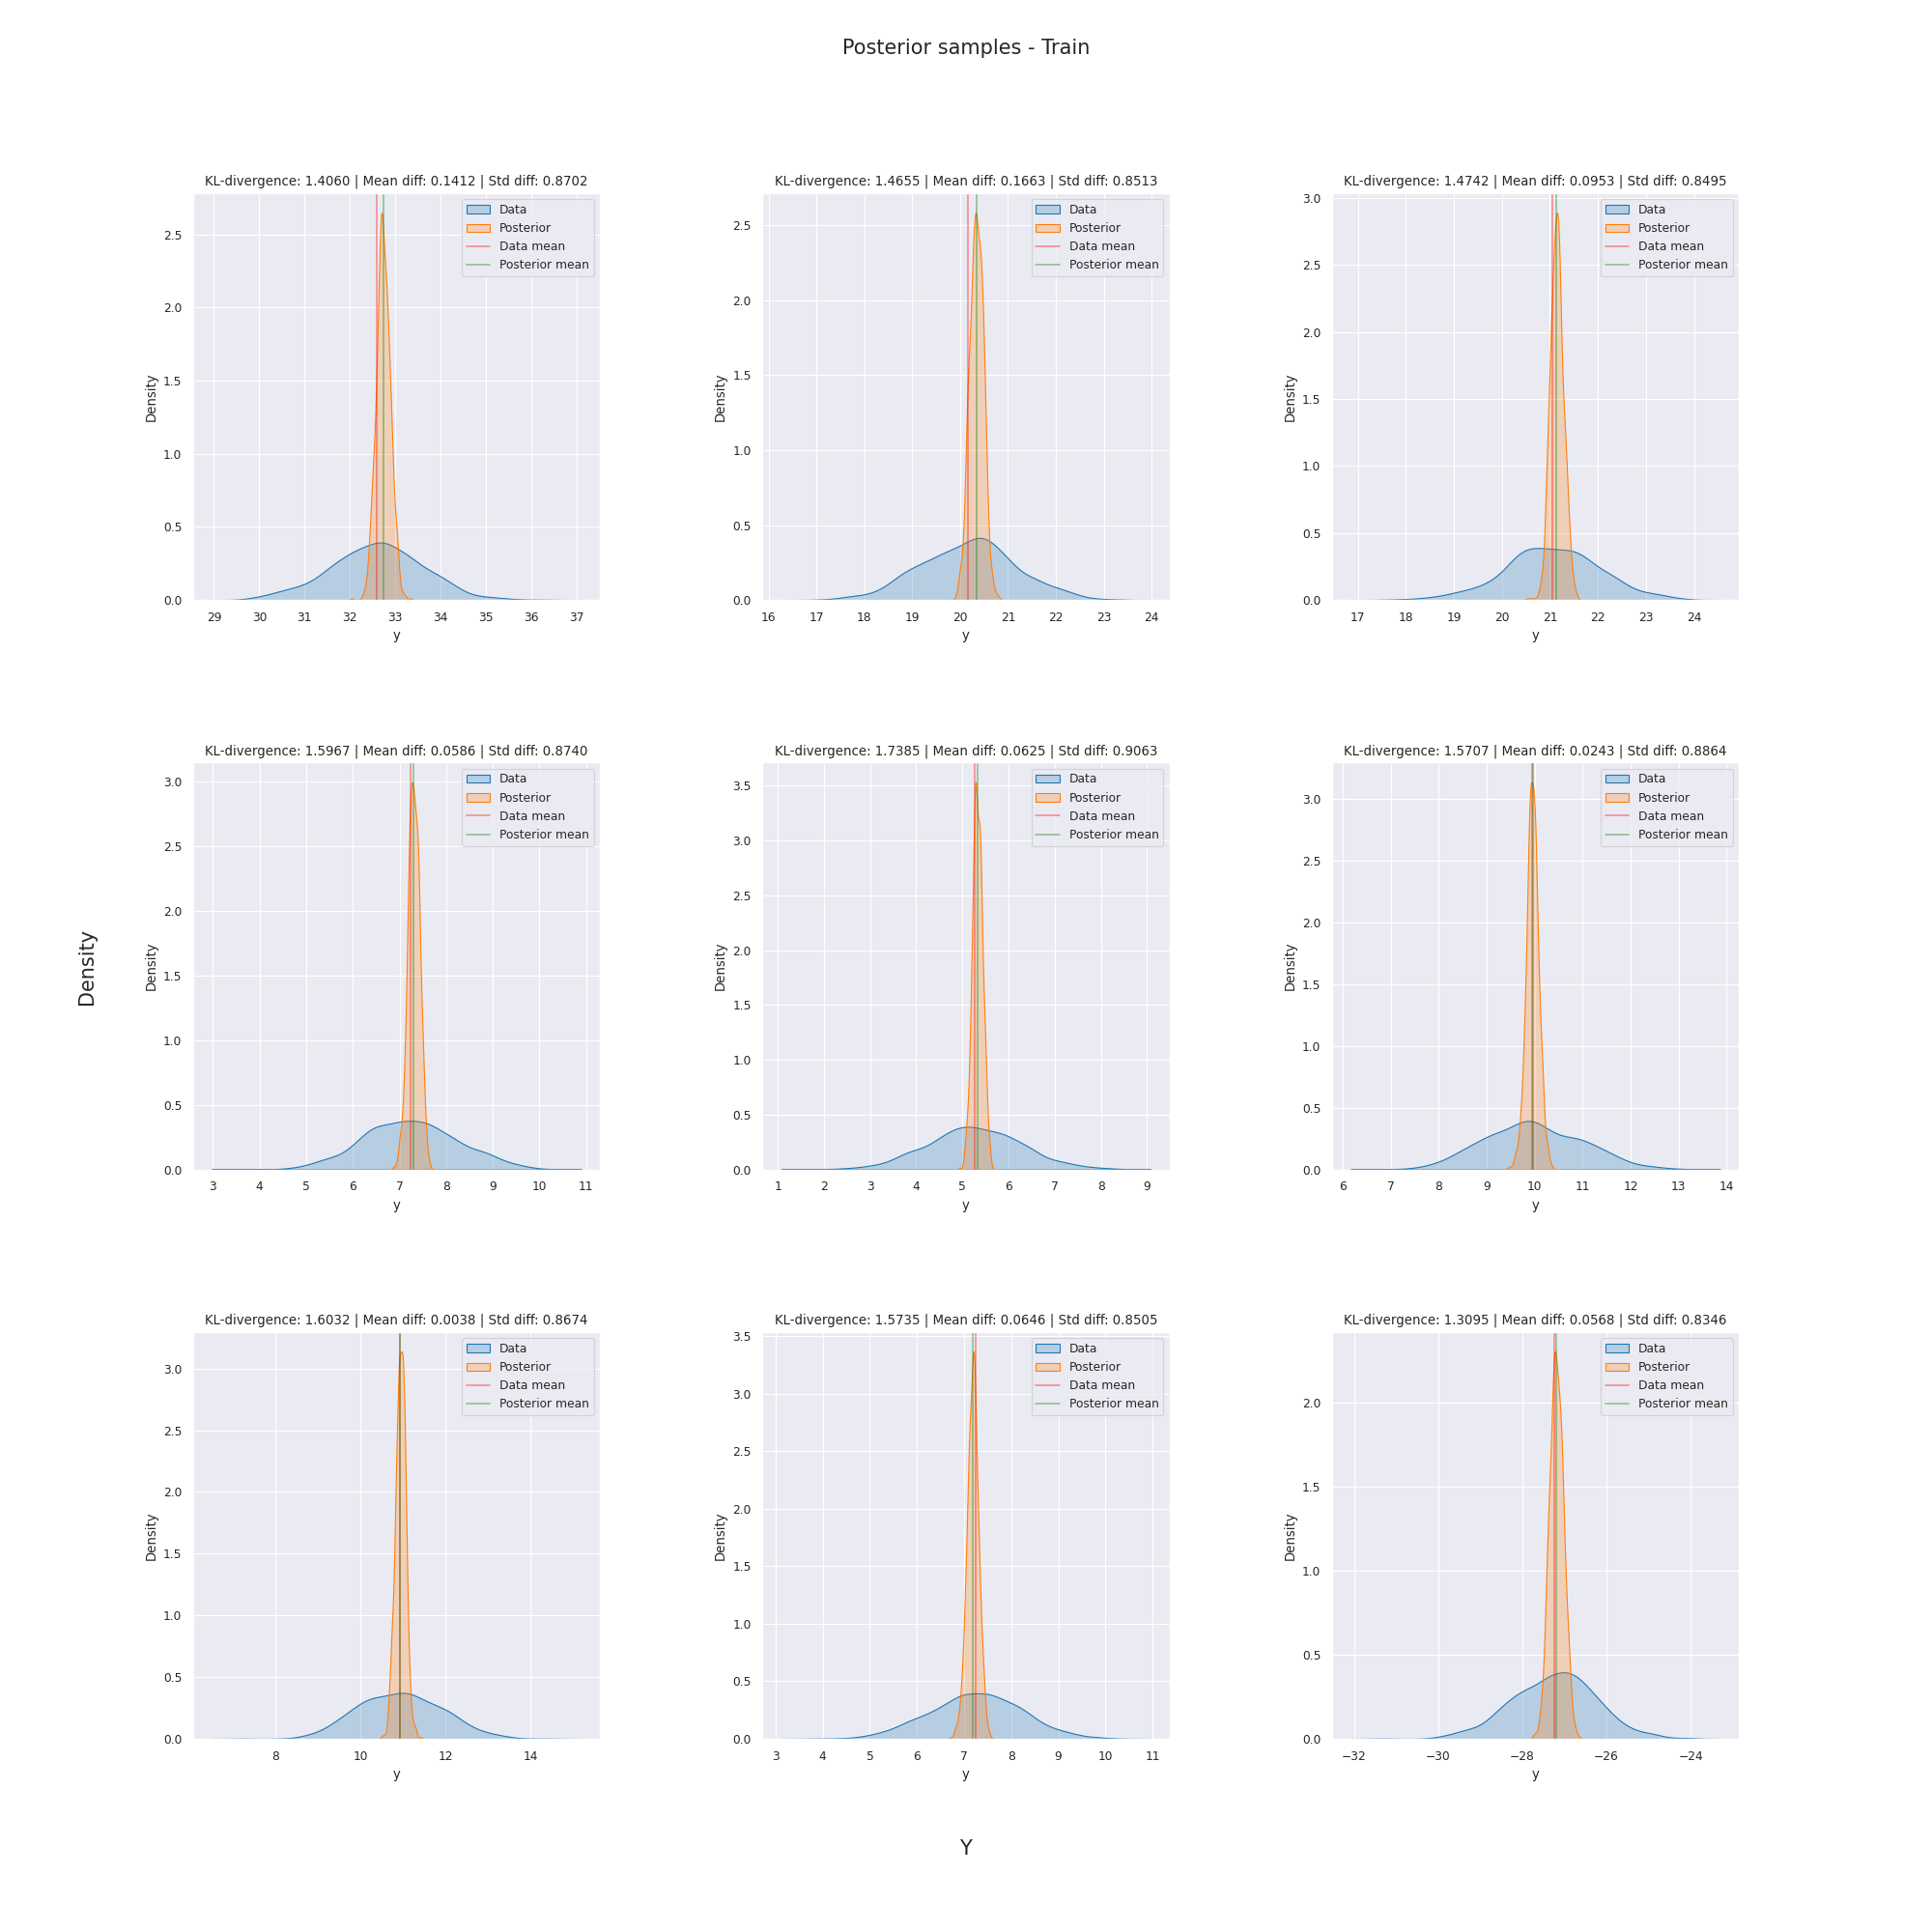 Posterior samples - Train
KL-divergence: 1.4060 | Mean diff: 0.1412 | Std diff: 0.8702
Data
Posterior
Data mean
Posterior mean
2.5
2.0
1.5
1.0
0.5
0.0
Density
29 30 31 32 33 34 35 36 37
y
KL-divergence: 1.4655 | Mean diff: 0.1663 | Std diff: 0.8513
Data
Posterior
Data mean
Posterior mean
2.5
2.0
1.5
1.0
0.5
0.0
Density
16 17 18 19 20 21 22 23 24
y
KL-divergence: 1.4742 | Mean diff: 0.0953 | Std diff: 0.8495
Data
Posterior
Data mean
Posterior mean
3.0
2.5
2.0
1.5
1.0
0.5
0.0
Density
17 18 19 20 21 22 23 24
y
Density
KL-divergence: 1.5967 | Mean diff: 0.0586 | Std diff: 0.8740
Data
Posterior
Data mean
Posterior mean
3.0
2.5
2.0
1.5
1.0
0.5
0.0
Density
3 4 5 6 7 8 9 10 11
y
KL-divergence: 1.7385 | Mean diff: 0.0625 | Std diff: 0.9063
Data
Posterior
Data mean
Posterior mean
3.5
3.0
2.5
2.0
1.5
1.0
0.5
0.0
Density
1 2 3 4 5 6 7 8 9
y
KL-divergence: 1.5707 | Mean diff: 0.0243 | Std diff: 0.8864
Data
Posterior
Data mean
Posterior mean
3.0
2.5
2.0
1.5
1.0
0.5
0.0
Density
6 7 8 9 10 11 12 13 14
y
KL-divergence: 1.6032 | Mean diff: 0.0038 | Std diff: 0.8674
Data
Posterior
Data mean
Posterior mean
3.0
2.5
2.0
1.5
1.0
0.5
0.0
Density
8 10 12 14
y
KL-divergence: 1.5735 | Mean diff: 0.0646 | Std diff: 0.8505
Data
Posterior
Data mean
Posterior mean
3.5
3.0
2.5
2.0
1.5
1.0
0.5
0.0
Density
3 4 5 6 7 8 9 10 11
y
KL-divergence: 1.3095 | Mean diff: 0.0568 | Std diff: 0.8346
Data
Posterior
Data mean
Posterior mean
2.0
1.5
1.0
0.5
0.0
Density
−32 −30 −28 −26 −24
y
Y